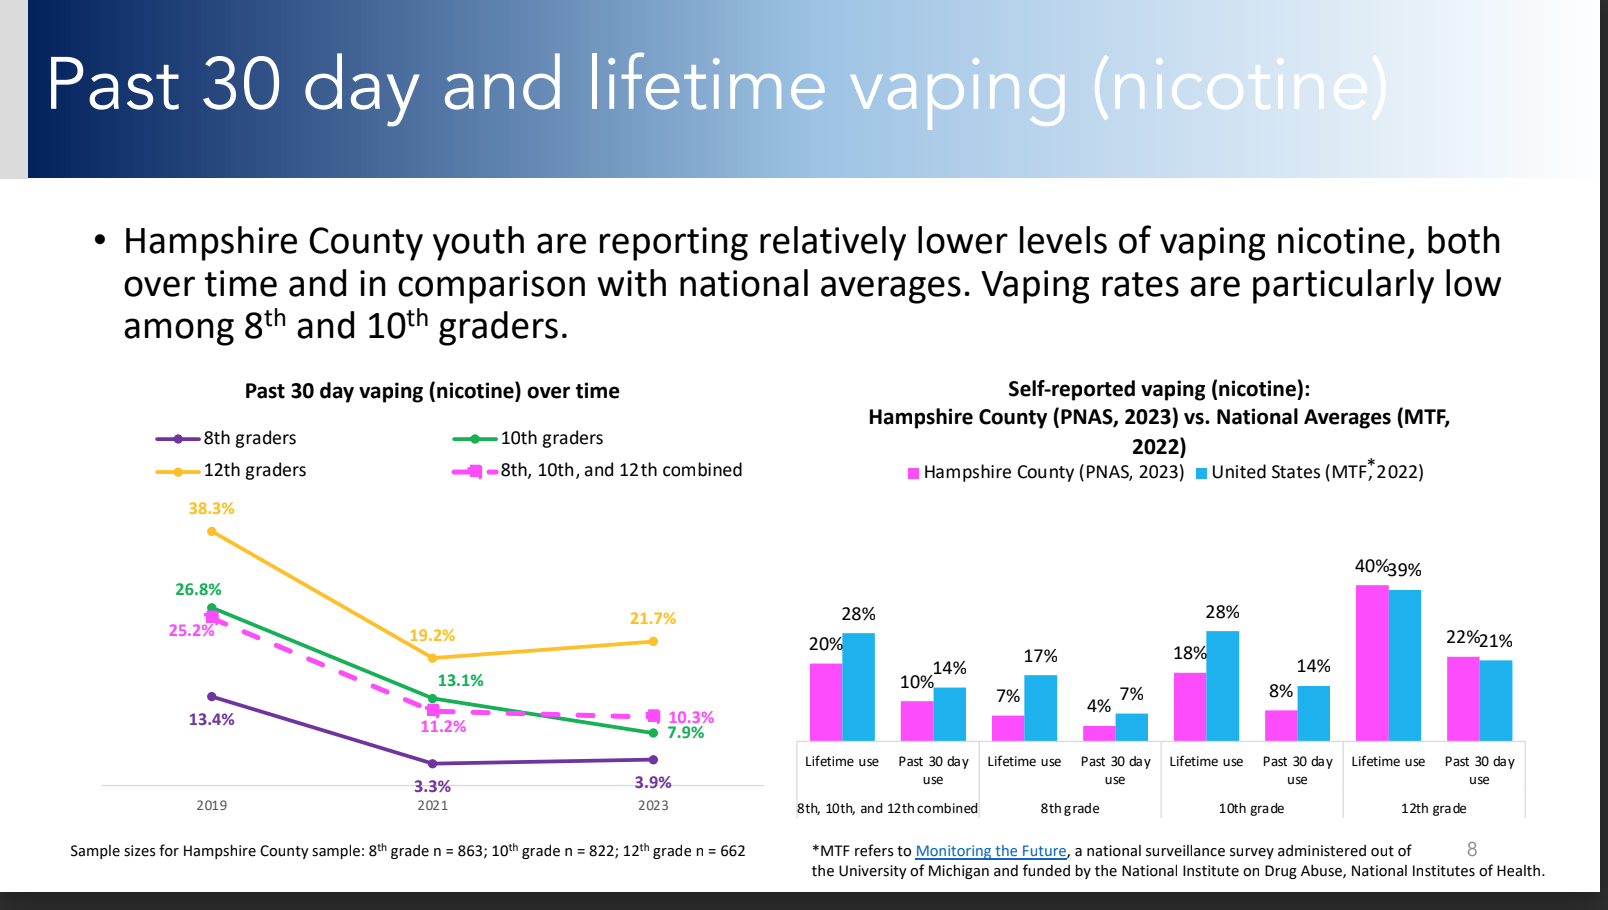 Past 30 day and lifetime vaping (nicotine)
• Hampshire County youth are reporting relatively lower levels of vaping nicotine, both
over time and in comparison with national averages. Vaping rates are particularly low
among 8th and 10th graders.
Past 30 day vaping (nicotine) over time
8th graders
10th graders
12th graders
8th, 10th, and 12th combined
38.3%
26.8%
25.2%
13.4%
19.2%
13.1%
11.2%
3.3%
21.7%
10.3%
7.9%
3.9%
2019
2021
2023
Sample sizes for Hampshire County sample: 8th grade n = 863; 10th grade n = 822; 12th grade n = 662
Self-reported vaping (nicotine):
Hampshire County (PNAS, 2023) vs. National Averages (MTF,
2022)
Hampshire County (PNAS, 2023)
United States (MTF,* 2022)
20%
28%
10%
14%
7%
17%
4%
7%
18%
28%
8%
14%
40%
39%
22%
21%
Lifetime use
Past 30 day
use
Lifetime use
Past 30 day
use
Lifetime use
Past 30 day
use
Lifetime use
Past 30 day
use
8th, 10th, and 12th combined
8th grade
10th grade
12th grade
*MTF refers to Monitoring the Future, a national surveillance survey administered out of
the University of Michigan and funded by the National Institute on Drug Abuse, National Institutes of Health.
8